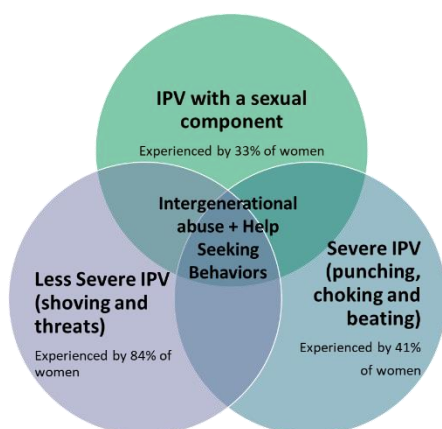 IPV with a sexual
component
Experienced by 33% of women
Intergenerational
abuse + Help
Seeking
Behaviors
Less Severe IPV
(shoving and
threats)
Experienced by 84% of
women
Severe IPV
(punching,
choking and
beating)
Experienced by 41%
of women